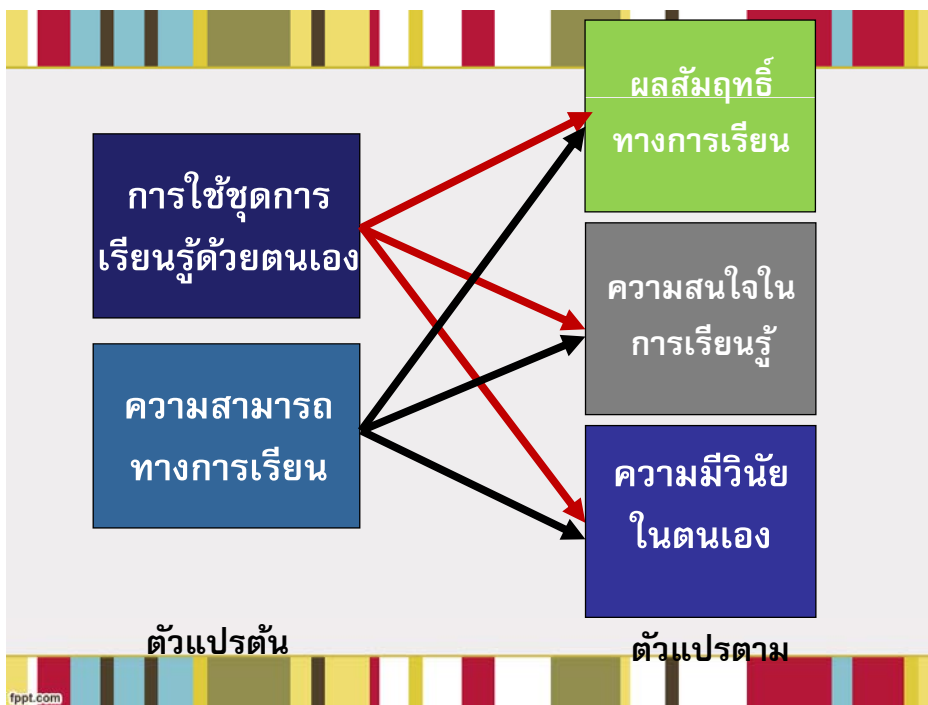 การใช้ชุดการ
เรียนรู้ด้วยตนเอง
ความสามารถ
ทางการเรียน
ตัวแปรต้น
ผลสัมฤทธิ์
ทางการเรียน
ความสนใจใน
การเรียนรู้
ความมีวินัย
ในตนเอง
ตัวแปรตาม
fppt.com